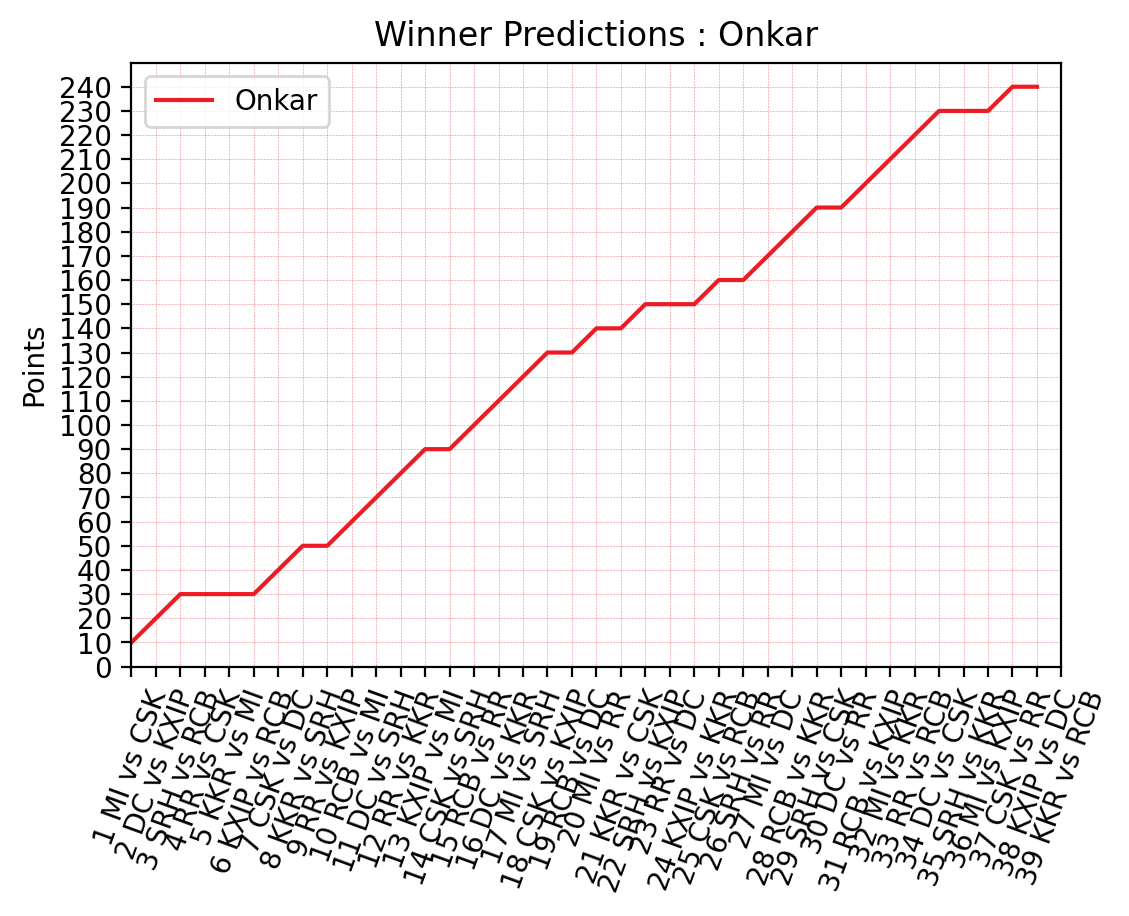 Winner Predictions : Onkar
Onkar
Points
240
230
220
210
200
190
180
170
160
150
140
130
120
110
100
90
80
70
60
50
40
30
20
10
0
1 MI vs CSK
2 DC vs KXIP
3 SRH vs RCB
4 RR vs CSK
5 KKR vs MI
6 KXIP vs RCB
7 CSK vs DC
8 KKR vs SRH
9 RR vs KXIP
10 RCB vs MI
11 DC vs SRH
12 RR vs KKR
13 KXIP vs MI
14 CSK vs SRH
15 RCB vs RR
16 DC vs KKR
17 MI vs SRH
18 CSK vs KXIP
19 RCB vs DC
20 MI vs RR
21 KKR vs CSK
22 SRH vs KXIP
23 RR vs DC
24 KXIP vs KKR
25 CSK vs RCB
26 SRH vs RR
27 MI vs DC
28 RCB vs KKR
29 SRH vs CSK
30 DC vs RR
31 RCB vs KXIP
32 MI vs KKR
33 RR vs RCB
34 DC vs CSK
35 SRH vs KKR
36 MI vs KXIP
37 CSK vs RR
38 KXIP vs DC
39 KKR vs RCB